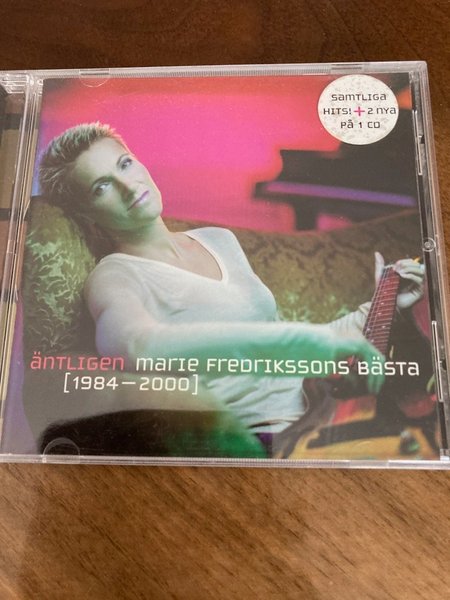 SAMTLIGA
HITS! + 2 NYA
PÅ 1 CD
äntligen marie Fredrikssons bästa
[1984–2000]